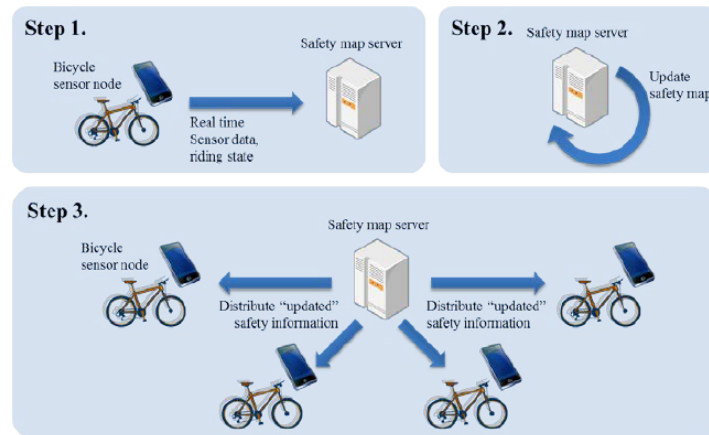 Step 1.
Safety map server
Bicycle
sensor node
Real time
Sensor data,
riding state
Step 2.
Safety map server
Update
safety map
Step 3.
Safety map server
Bicycle
sensor node
Distribute “updated”
safety information
Distribute “updated”
safety information